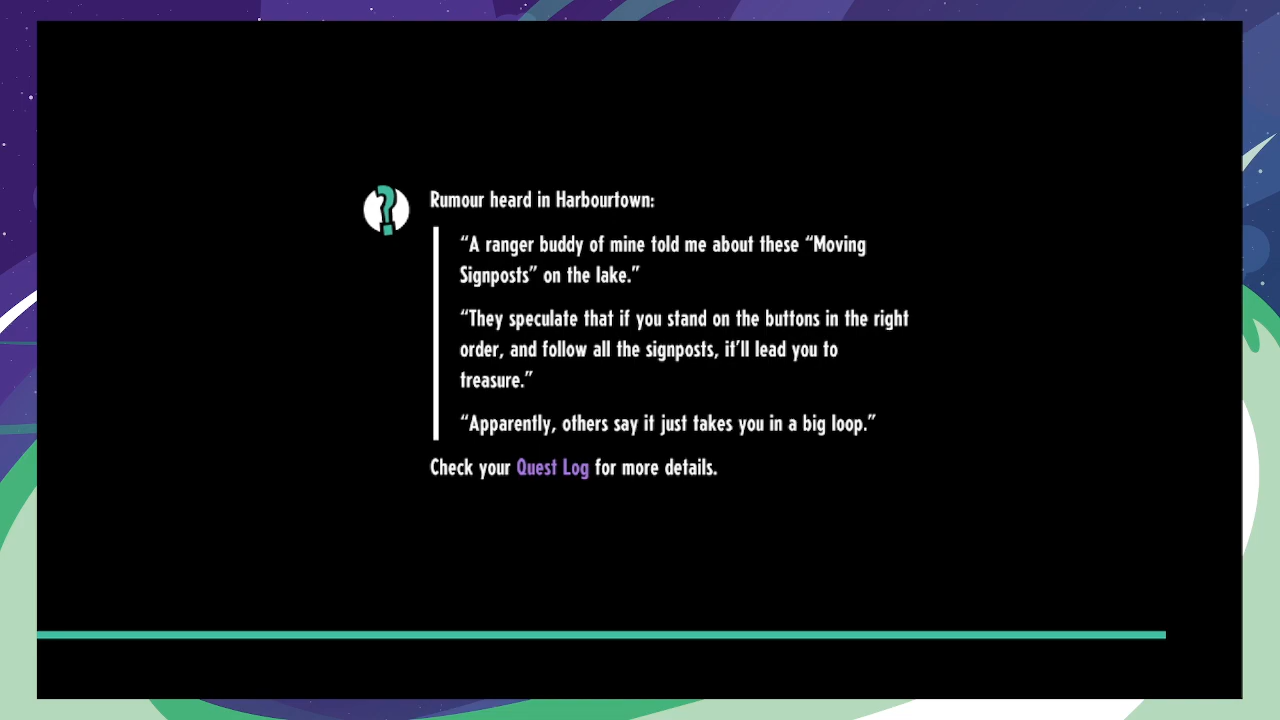 Rumour heard in Harbourtown:
“A ranger buddy of mine told me about these “Moving
Signposts” on the lake.”
“They speculate that if you stand on the buttons in the right
order, and follow all the signposts, it’ll lead you to
treasure.”
“Apparently, others say it just takes you in a big loop.”
Check your Quest Log for more details.